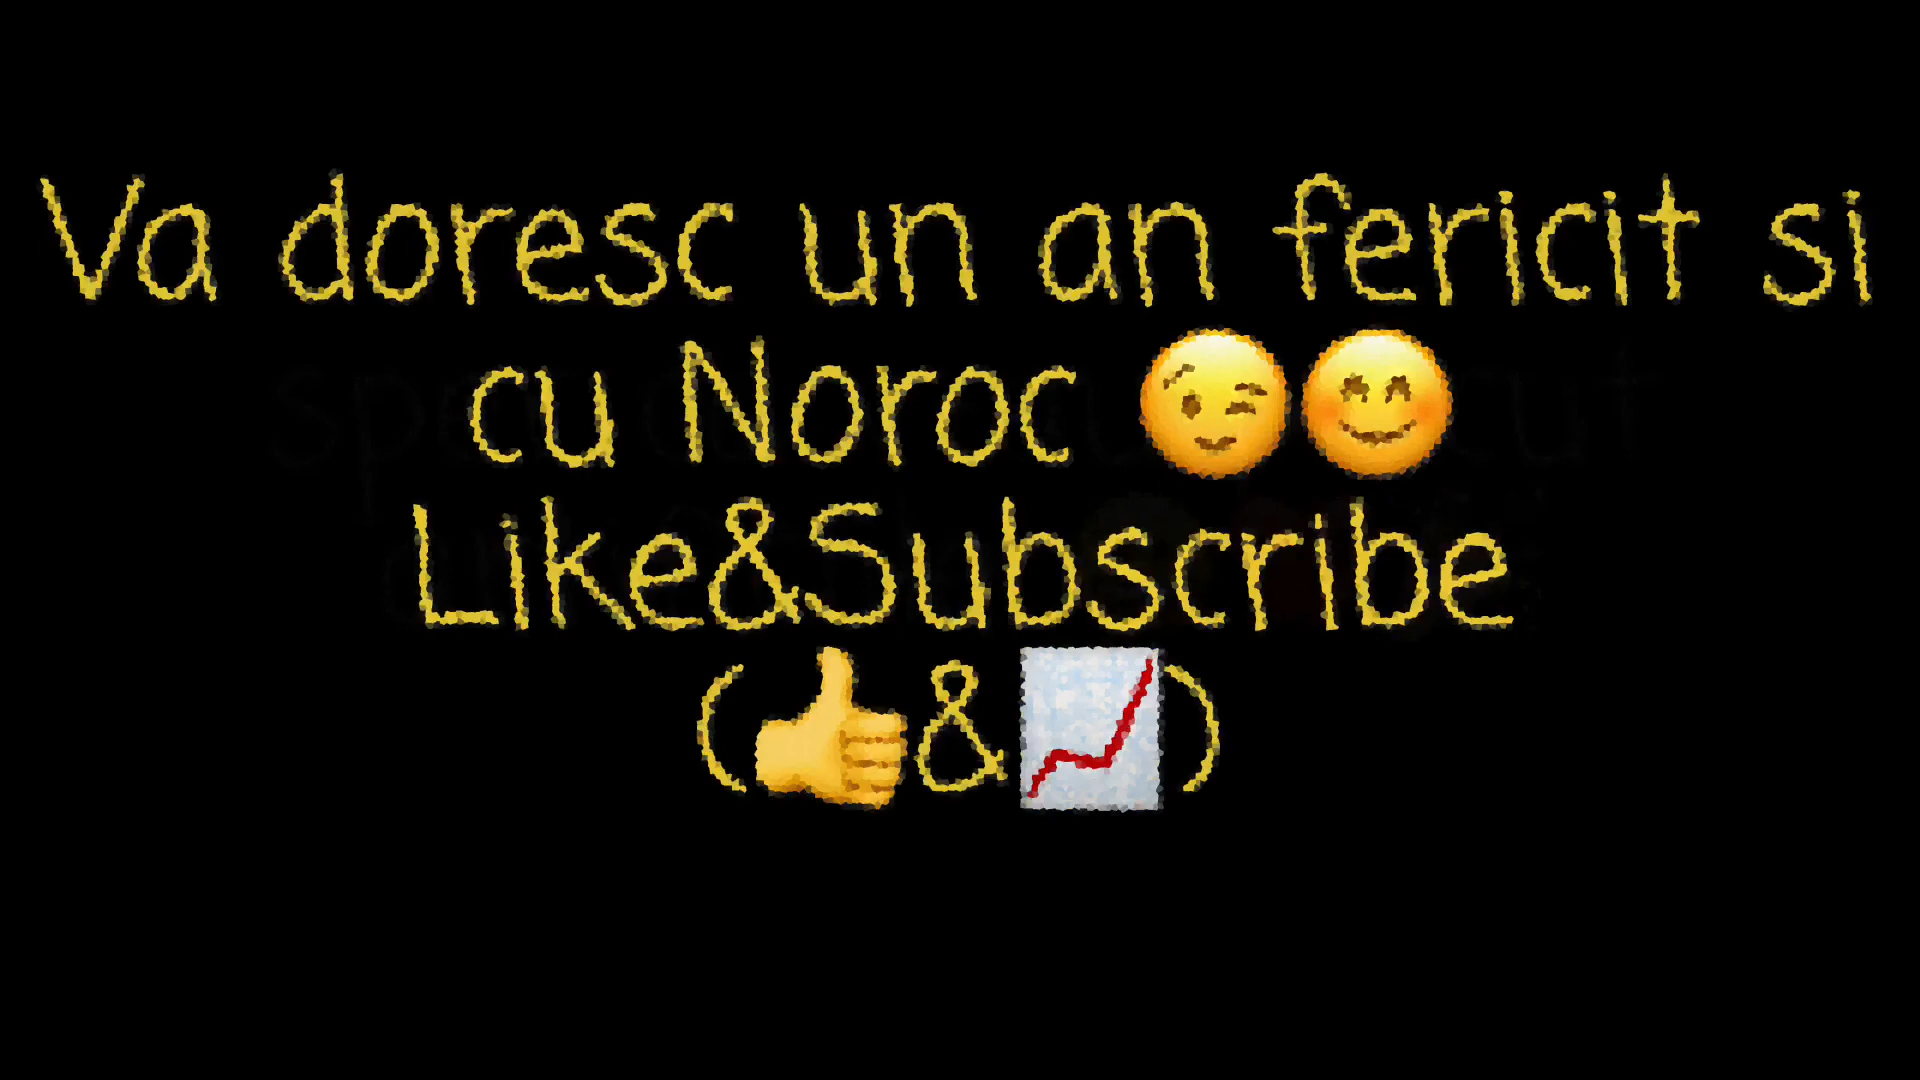 Va doresc un an fericit si
cu Noroc 😉😊
Like&Subscribe
(👍&📈)